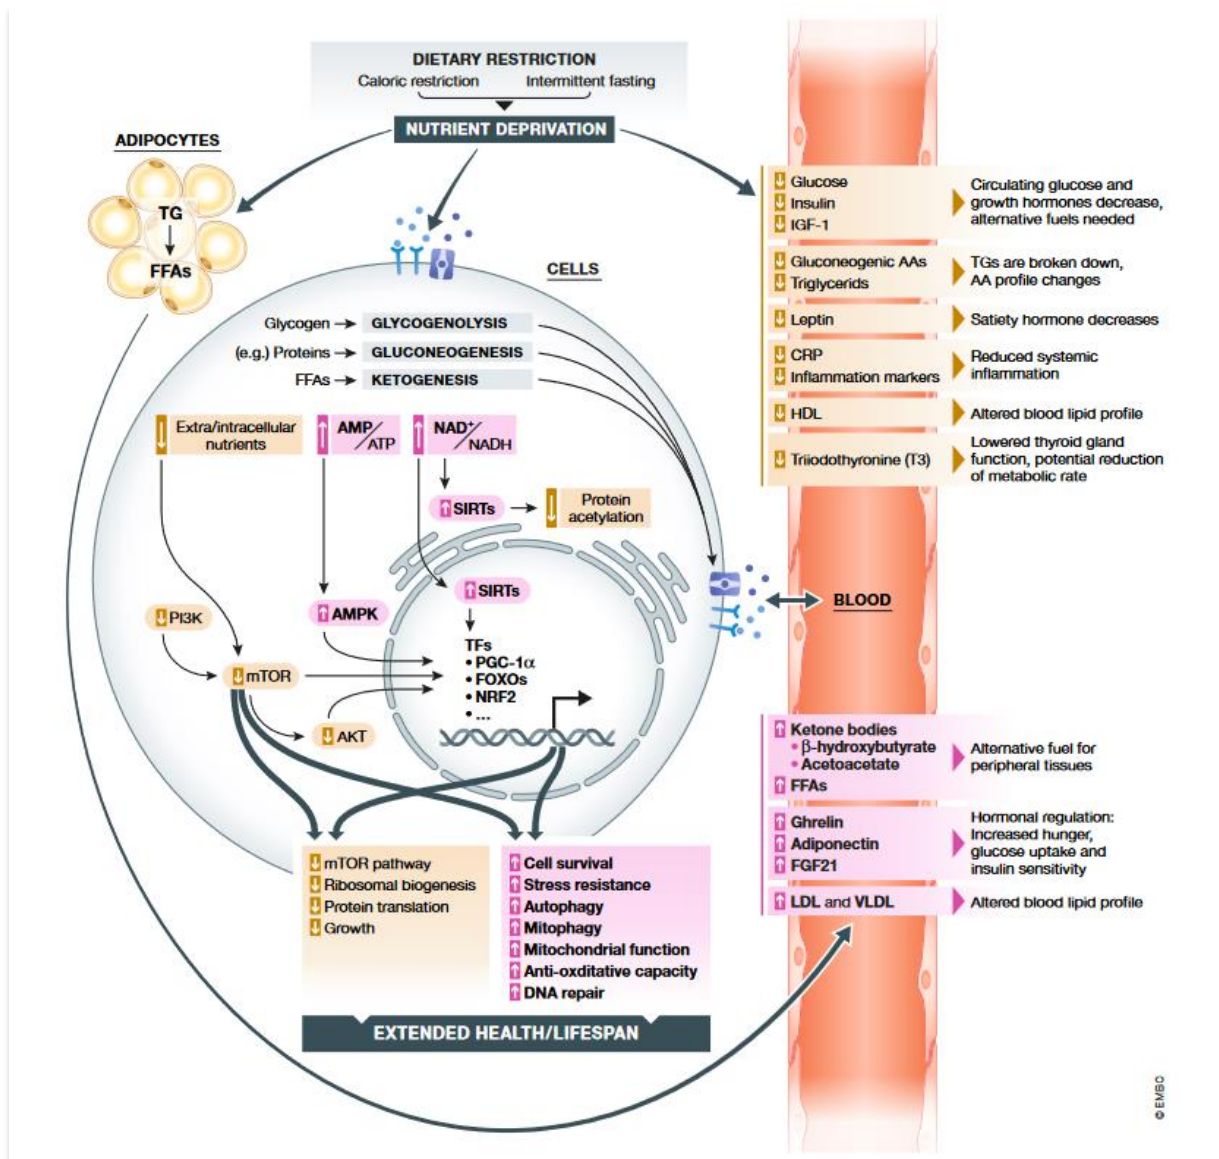 DIETARY RESTRICTION
Caloric restriction
Intermittent fasting
NUTRIENT DEPRIVATION
ADIPOCYTES
TG
FFAs
CELLS
Glycogen
GLYCOGENOLYSIS
(e.g.) Proteins
GLUCONEOGENESIS
FFAs
KETOGENESIS
Extra/intracellular
nutrients
AMP/ATP
NAD⁺/NADH
SIRTs
Protein
acetylation
SIRTs
PI3K
AMPK
mTOR
AKT
TFs
• PGC-1α
• FOXOs
• NRF2
• ...
mTOR pathway
Ribosomal biogenesis
Protein translation
Growth
Cell survival
Stress resistance
Autophagy
Mitophagy
Mitochondrial function
Anti-oxditative capacity
DNA repair
EXTENDED HEALTH/LIFESPAN
Glucose
Insulin
IGF-1
Circulating glucose and
growth hormones decrease,
alternative fuels needed
Gluconeogenic AAs
Triglycerids
TGs are broken down,
AA profile changes
Leptin
Satiety hormone decreases
CRP
Inflammation markers
Reduced systemic
inflammation
HDL
Altered blood lipid profile
Triiodothyronine (T3)
Lowered thyroid gland
function, potential reduction
of metabolic rate
BLOOD
Ketone bodies
• β-hydroxybutyrate
• Acetoacetate
FFAs
Alternative fuel for
peripheral tissues
Ghrelin
Adiponectin
FGF21
Hormonal regulation:
Increased hunger,
glucose uptake and
insulin sensitivity
LDL and VLDL
Altered blood lipid profile
© EMBO